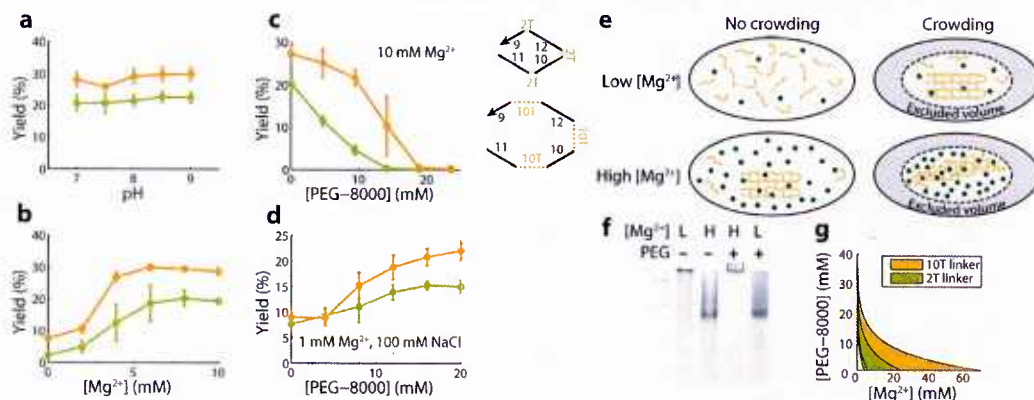 a
Yield (%)
40
30
20
10
0
7
8
9
pH
b
Yield (%)
40
30
20
10
0
0
5
10
[Mg2+] (mM)
c
Yield (%)
30
20
10
0
0
10
20
10 mM Mg2+
[PEG–8000] (mM)
2T
9
12
11
10
2T
2T
10T
9
12
10T
11
10
10T
d
Yield (%)
25
20
15
10
5
0
0
5
10
15
20
1 mM Mg2+, 100 mM NaCl
[PEG–8000] (mM)
e
No crowding
Crowding
Low [Mg2+]
Excluded volume
High [Mg2+]
Excluded volume
f
[Mg2+]
L
H
H
L
PEG
–
–
+
+
g
[PEG–8000] (mM)
40
30
20
10
0
10T linker
2T linker
0
10
20
30
40
50
60
70
[Mg2+] (mM)